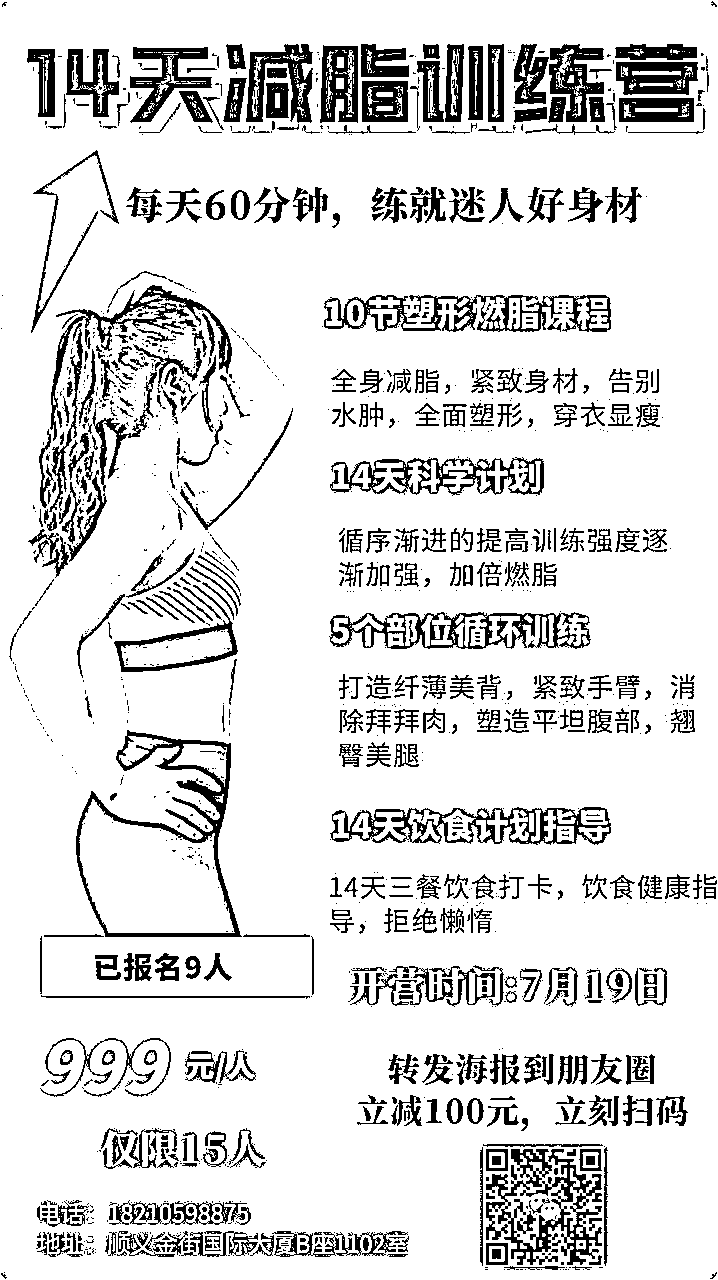 14天减脂训练营
每天60分钟，练就迷人好身材
10节塑形燃脂课程
全身减脂，紧致身材，告别
水肿，全面塑形，穿衣显瘦
14天科学计划
循序渐进的提高训练强度逐
渐加强，加倍燃脂
5个部位循环训练
打造纤薄美背，紧致手臂，消
除拜拜肉，塑造平坦腹部，翘
臀美腿
14天饮食计划指导
14天三餐饮食打卡，饮食健康指
导，拒绝懒惰
已报名9人
开营时间:7月19日
999 元/人
仅限15人
转发海报到朋友圈
立减100元，立刻扫码
电话：18210598875
地址：顺义金街国际大厦B座1102室